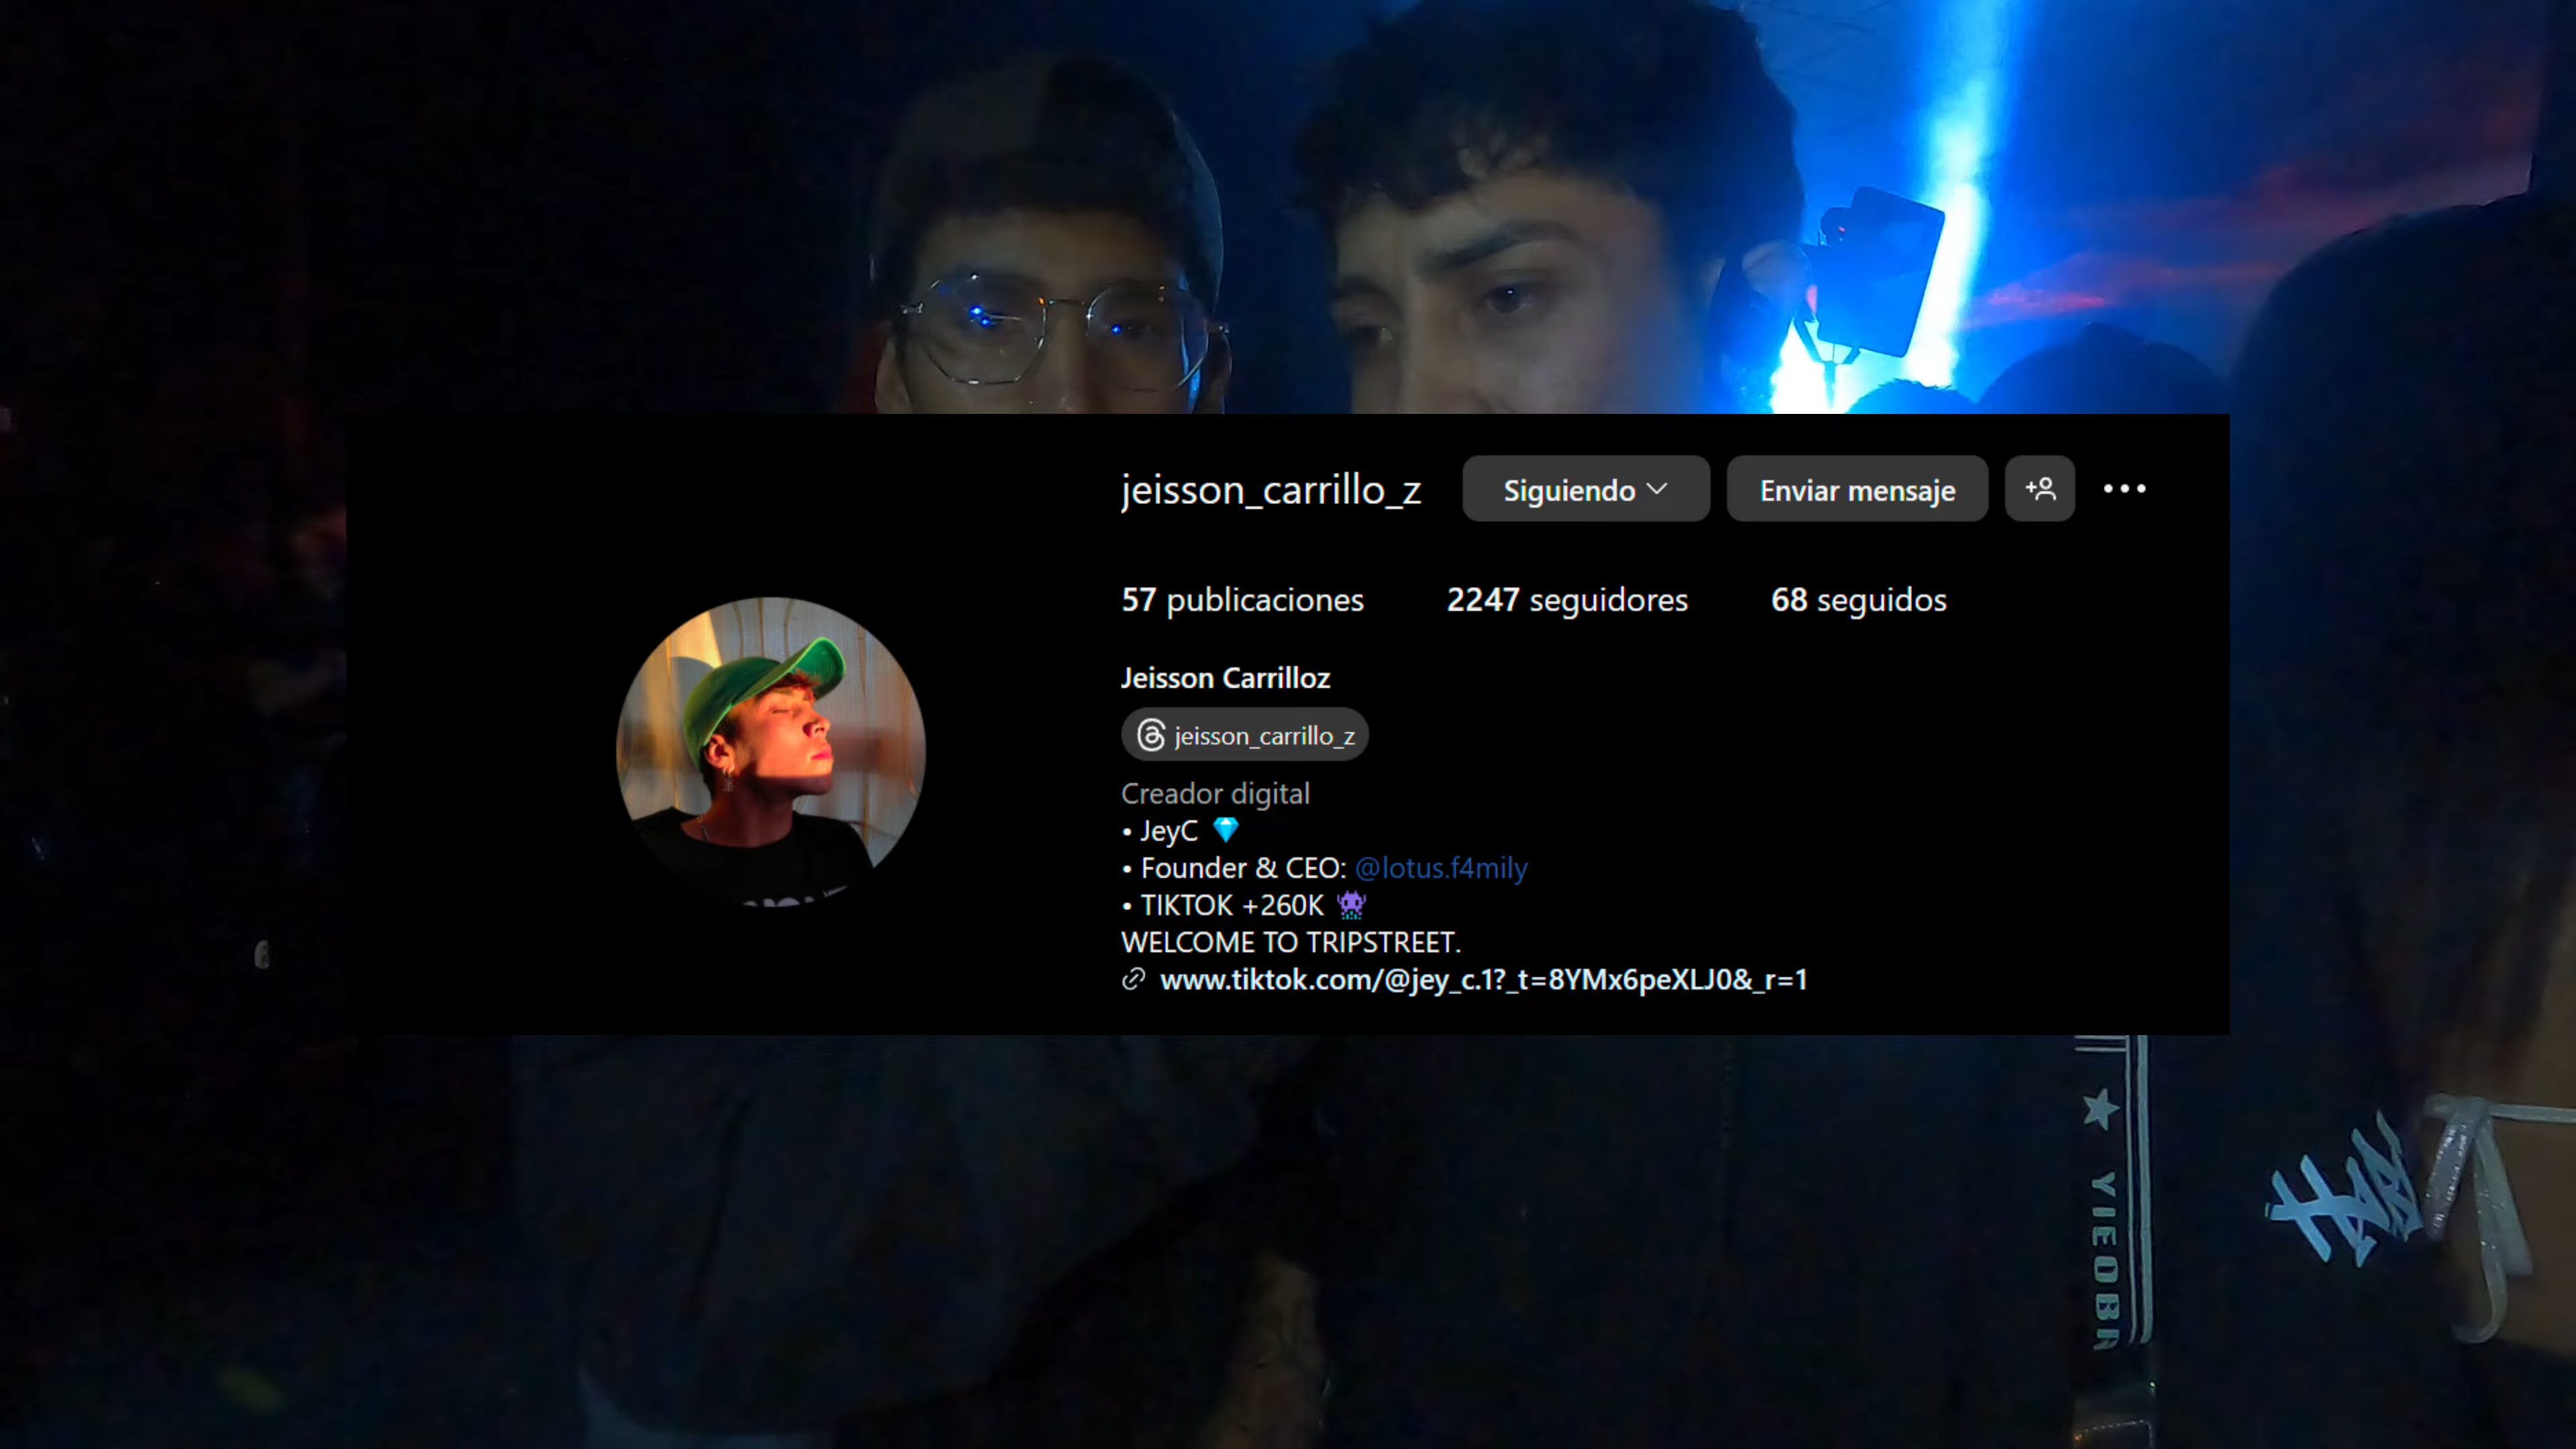 jeisson_carrillo_z Siguiendo Enviar mensaje
57 publicaciones 2247 seguidores 68 seguidos
Jeisson Carrilloz
jeisson_carrillo_z
Creador digital
• JeyC 💎
• Founder & CEO: @lotus.f4mily
• TIKTOK +260K 👾
WELCOME TO TRIPSTREET.
www.tiktok.com/@jey_c.1?_t=8YMx6peXLJ0&_r=1